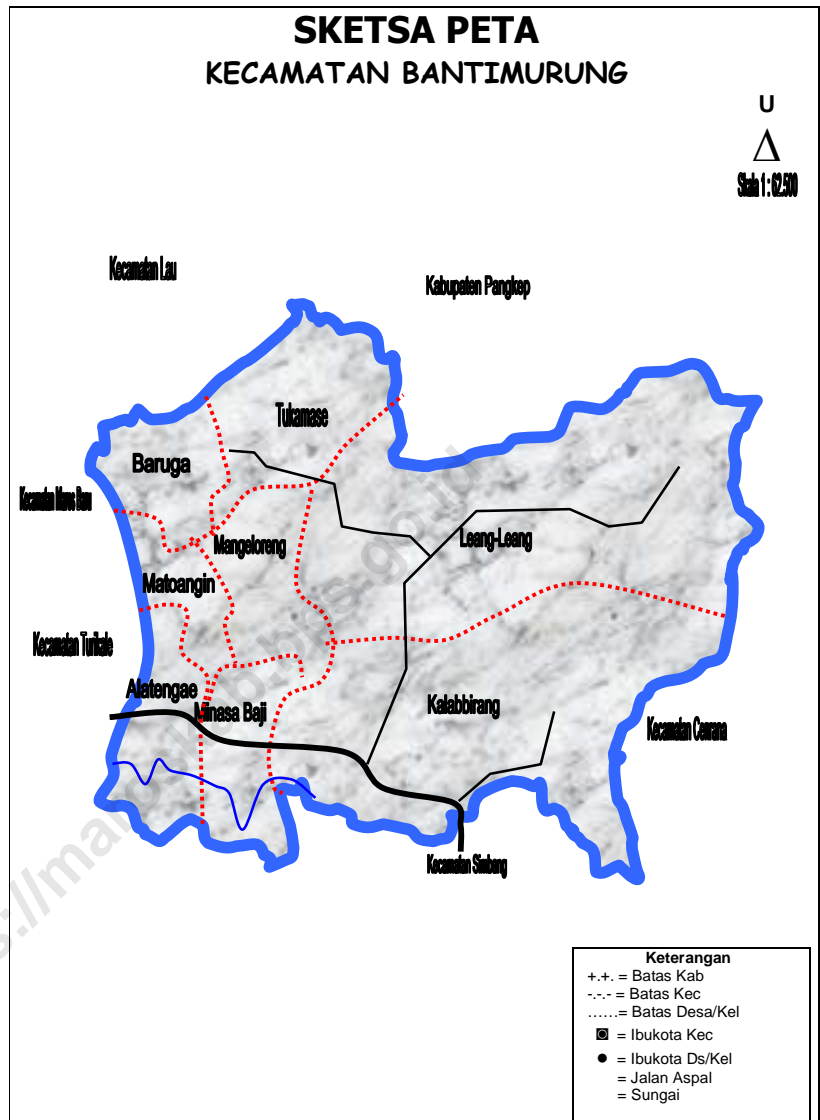 SKETSA PETA
KECAMATAN BANTIMURUNG
U
Skala 1 : 62.500
Kecamatan Lau
Kabupaten Pangkep
Tukamase
Baruga
Kecamatan Maros Baru
Mangeloreng
Leang-Leang
Matoangin
Kecamatan Turikale
Alatengae
Minasa Baji
Kalabbirang
Kecamatan Cenrana
Kecamatan Simbang
Keterangan
+.+. = Batas Kab
-.-.- = Batas Kec
......= Batas Desa/Kel
◙ = Ibukota Kec
● = Ibukota Ds/Kel
= Jalan Aspal
= Sungai